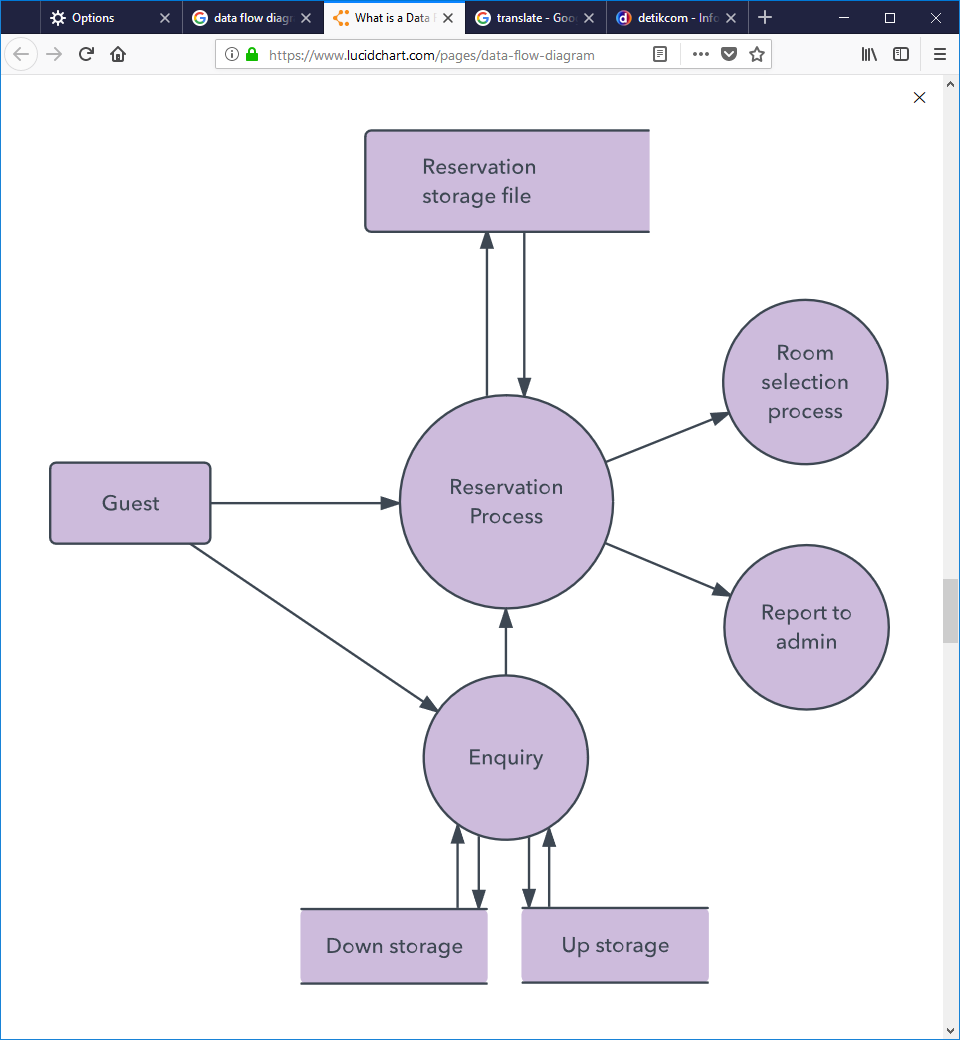 Options
data flow diagr
What is a Data F
translate - Goo
detikcom - Info
https://www.lucidchart.com/pages/data-flow-diagram
Reservation
storage file
Room
selection
process
Guest
Reservation
Process
Report to
admin
Enquiry
Down storage
Up storage